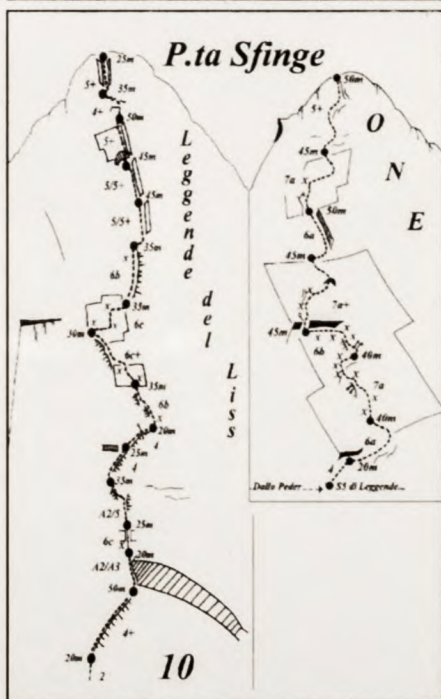 P.ta Sfinge
25m
5+
35m
4+
50m
5+
45m
5/5+
45m
5/5+
35m
6b
35m
30m
6c
6c+
35m
6b
20m
25m
4
35m
A2/5
25m
6c
20m
A2/A3
50m
4+
20m
2
10
Leggende del Liss
50m
5+
45m
7a
50m
6a
45m
7a+
45m
6b
40m
7a
40m
6a
4
20m
Dallo Peder
S5 di Leggende...
ONE